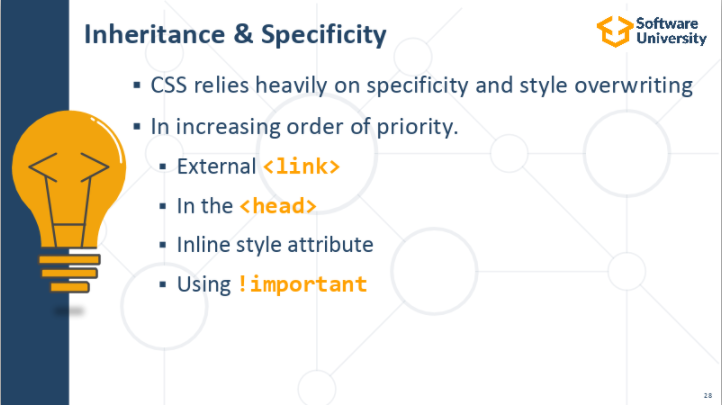 Inheritance & Specificity
Software
University
▪ CSS relies heavily on specificity and style overwriting
▪ In increasing order of priority.
▪ External <link>
▪ In the <head>
▪ Inline style attribute
▪ Using !important
28